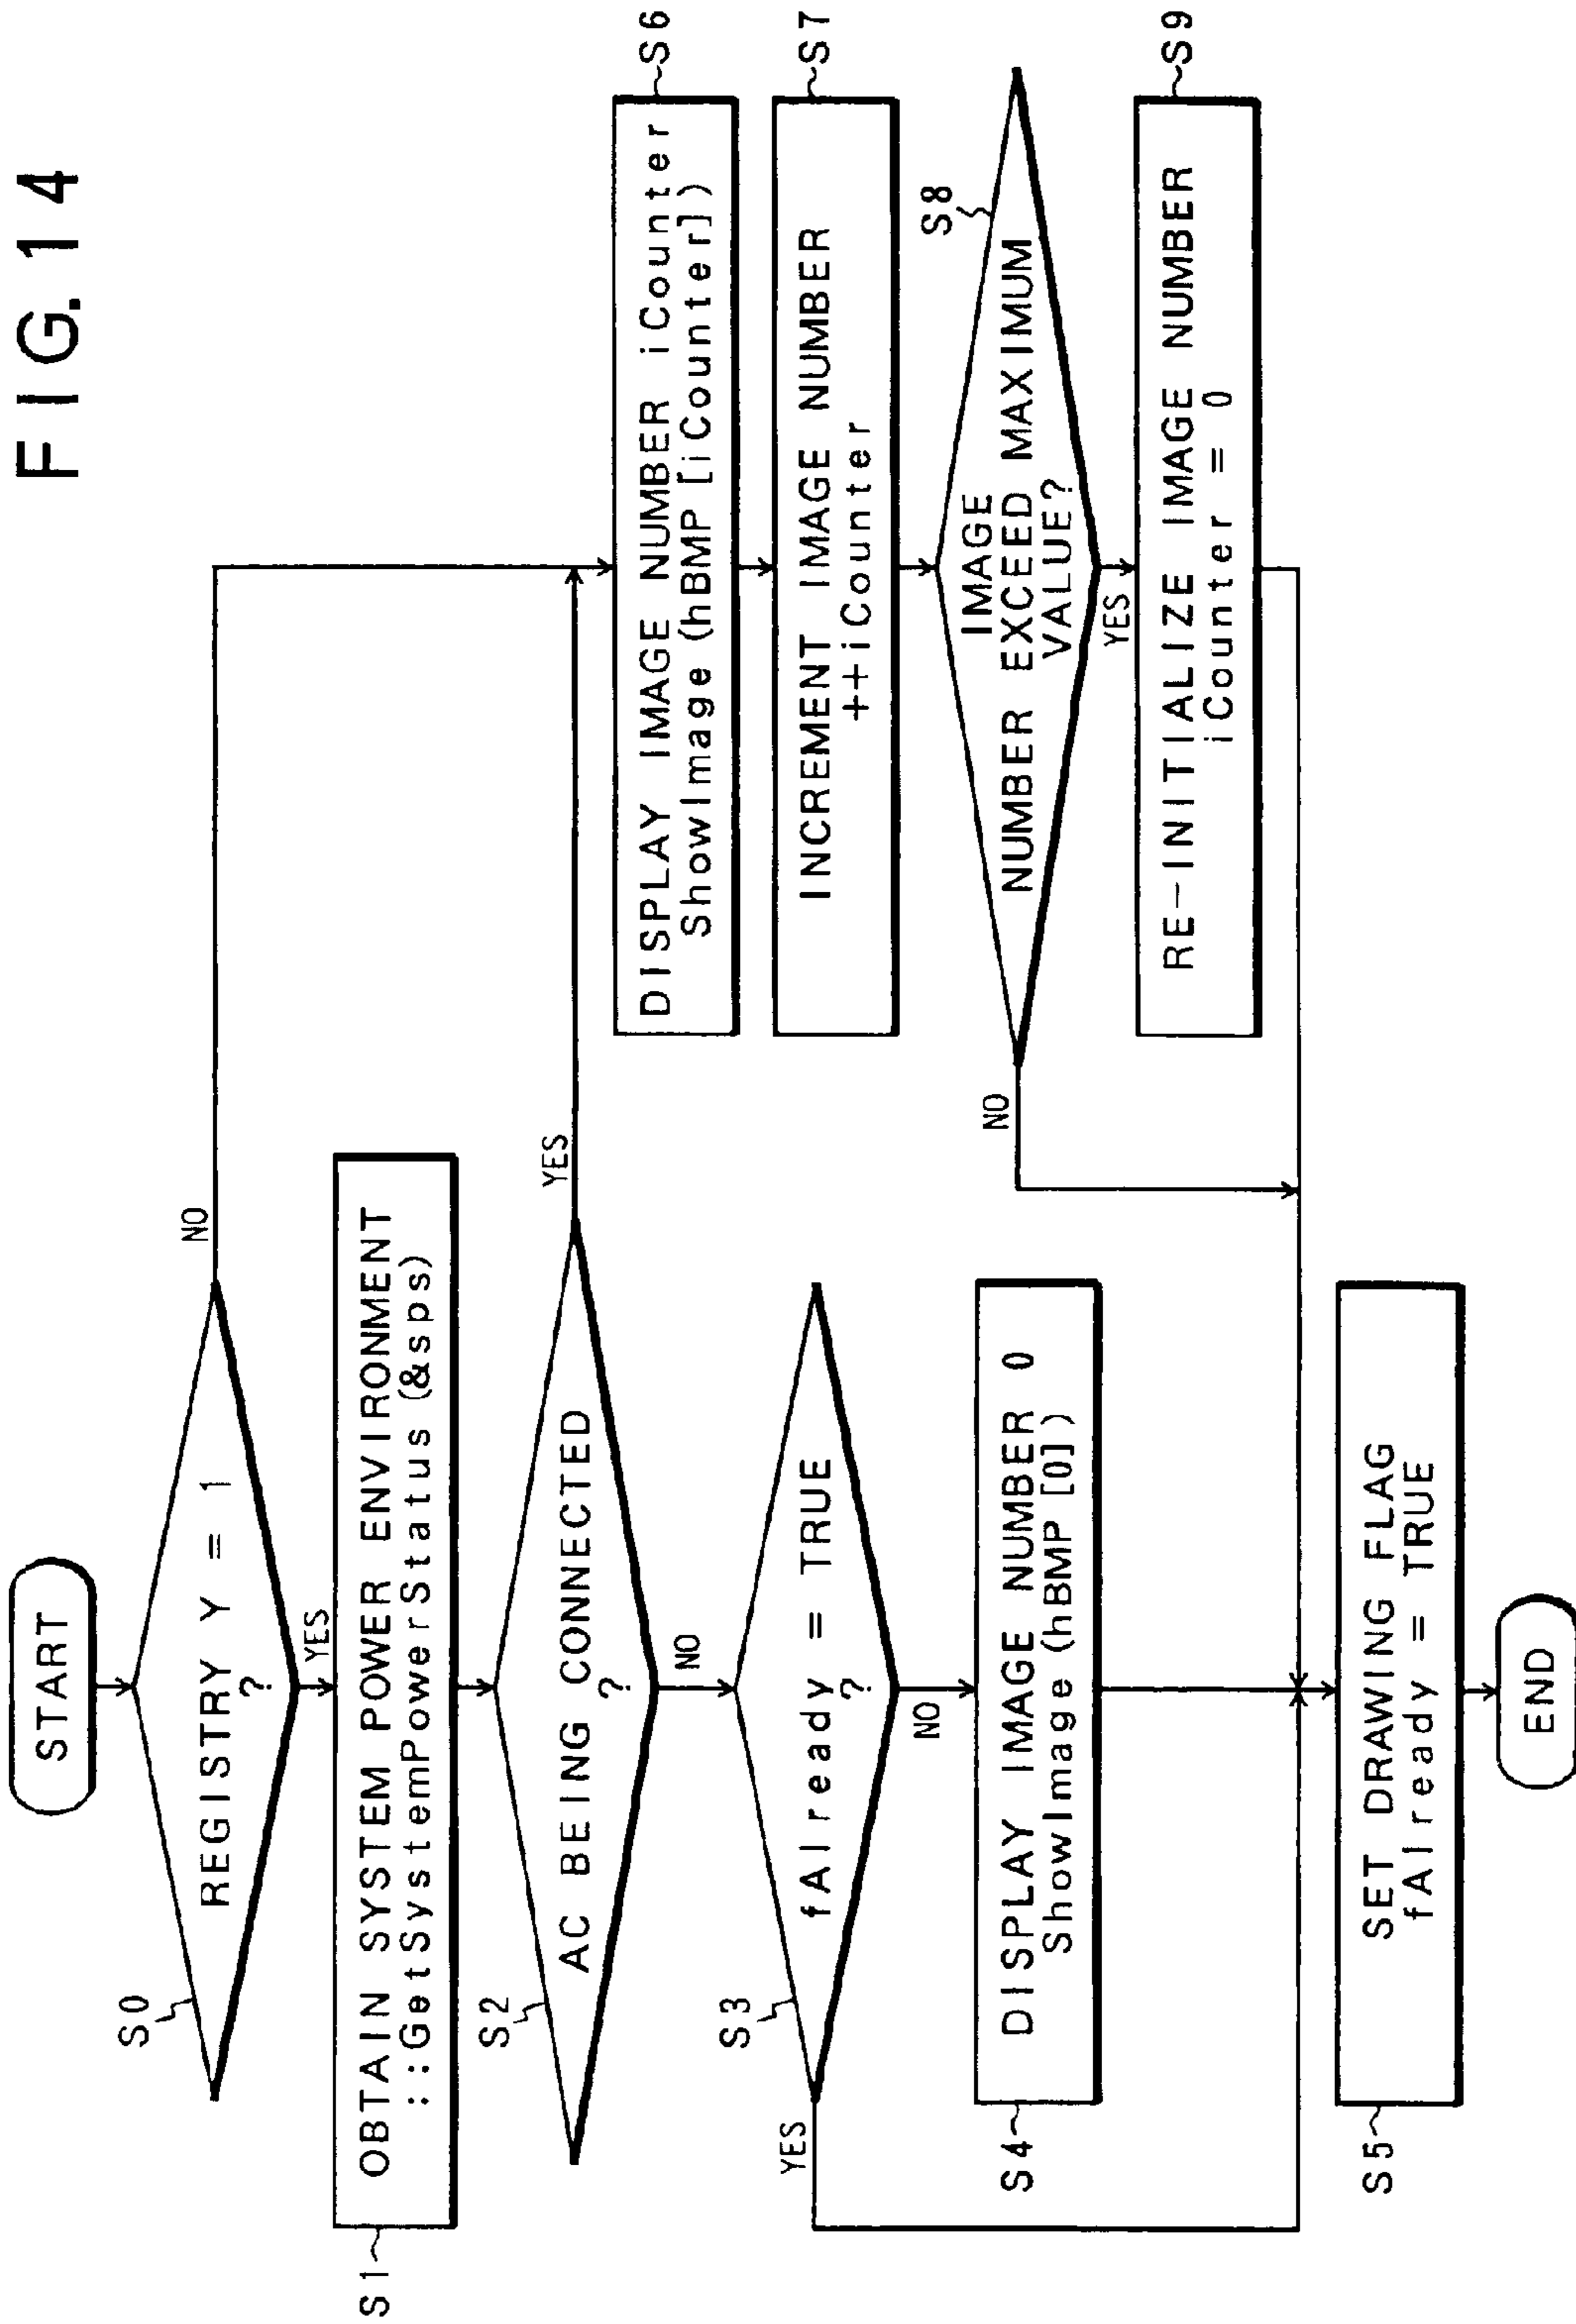 FIG.14
START
S0
REGISTRY Y = 1
?
NO
YES
S1
OBTAIN SYSTEM POWER ENVIRONMENT
::GetSystemPowerStatus (&sps)
S2
AC BEING CONNECTED
?
YES
NO
S3
fAlready = TRUE
?
YES
NO
S4
DISPLAY IMAGE NUMBER 0
ShowImage (hBMP [0])
S5
SET DRAWING FLAG
fAlready = TRUE
END
S6
DISPLAY IMAGE NUMBER iCounter
ShowImage (hBMP [iCounter])
S7
INCREMENT IMAGE NUMBER
++iCounter
S8
IMAGE
NUMBER EXCEED MAXIMUM
VALUE?
NO
YES
S9
RE-INITIALIZE IMAGE NUMBER
iCounter = 0